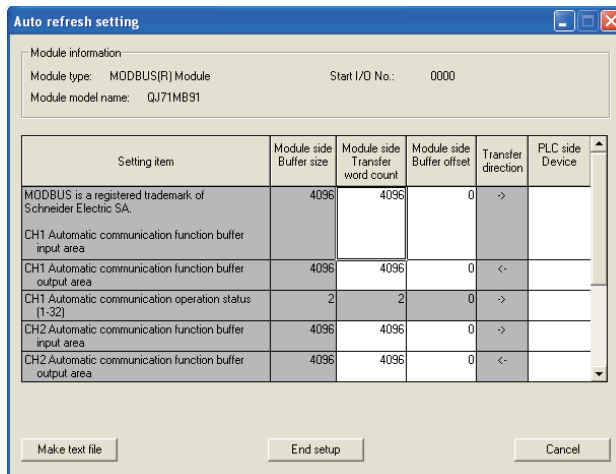 Auto refresh setting
Module information
Module type: MODBUS(R) Module Start I/O No.: 0000
Module model name: QJ71MB91
Setting item Module side Buffer size Module side Transfer word count Module side Buffer offset Transfer direction PLC side Device
MODBUS is a registered trademark of
Schneider Electric SA.
CH1 Automatic communication function buffer
input area 4096 4096 0 ->
CH1 Automatic communication function buffer
output area 4096 4096 0 <-
CH1 Automatic communication operation status
(1-32) 2 2 0 ->
CH2 Automatic communication function buffer
input area 4096 4096 0 ->
CH2 Automatic communication function buffer
output area 4096 4096 0 <-
Make text file End setup Cancel